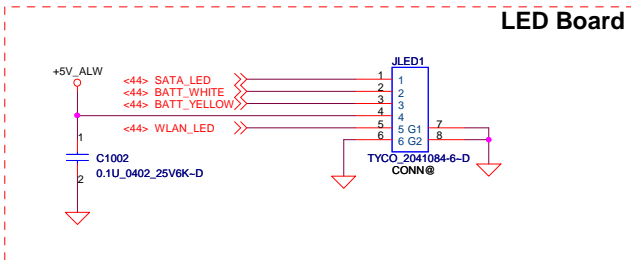 LED Board
JLED1
+5V_ALW
<44> SATA_LED 1 1
<44> BATT_WHITE 2 2
<44> BATT_YELLOW 3 3
4 4
<44> WLAN_LED 5 5 G1 7
6 6 G2 8
1
C1002
0.1U_0402_25V6K~D
2
TYCO_2041084-6~D
CONN@